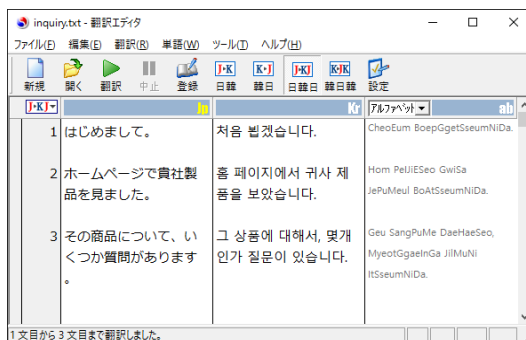 inquiry.txt - 翻訳エディタ
ファイル(F) 編集(E) 翻訳(R) 単語(W) ツール(T) ヘルプ(H)
新規 開く 翻訳 中止 登録 日韓 韓日 日韓日 韓日韓 設定
J•K J Jp Kr アルファベット ab
1 はじめまして。
처음 뵙겠습니다.
CheoEum BoepGgetSseumNiDa.
2 ホームページで貴社製
品を見ました。
홈 페이지에서 귀사 제
품을 보았습니다.
Hom PeIJiESeo GwiSa
JePuMeul BoAtSseumNiDa.
3 その商品について、い
くつか質問があります
。
그 상품에 대해서, 몇개
인가 질문이 있습니다.
Geu SangPuMe DaeHaeSeo,
MyeotGgaeInGa JilMuNi
ItSseumNiDa.
1 文目から 3 文目まで翻訳しました。